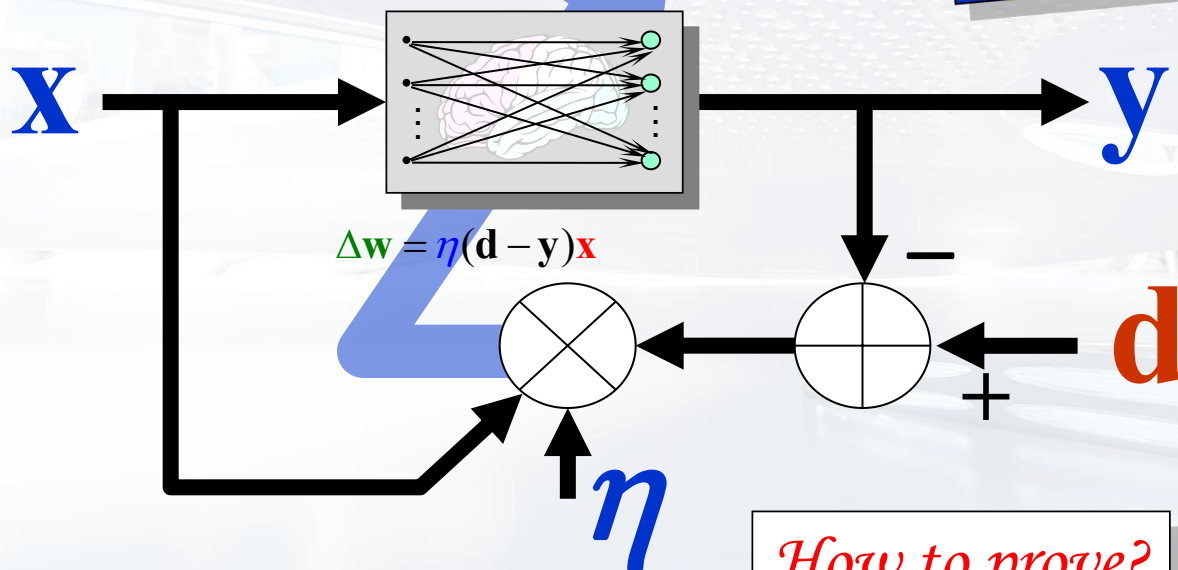 x
y
Δw = η(d − y)x
−
d
+
η
How to prove?